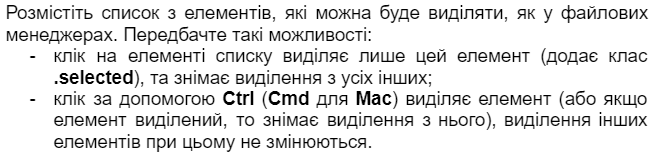 Розмістіть список з елементів, які можна буде виділяти, як у файлових
менеджерах. Передбачте такі можливості:
- клік на елементі списку виділяє лише цей елемент (додає клас
.selected), та знімає виділення з усіх інших;
- клік за допомогою Ctrl (Cmd для Mac) виділяє елемент (або якщо
елемент виділений, то знімає виділення з нього), виділення інших
елементів при цьому не змінюються.